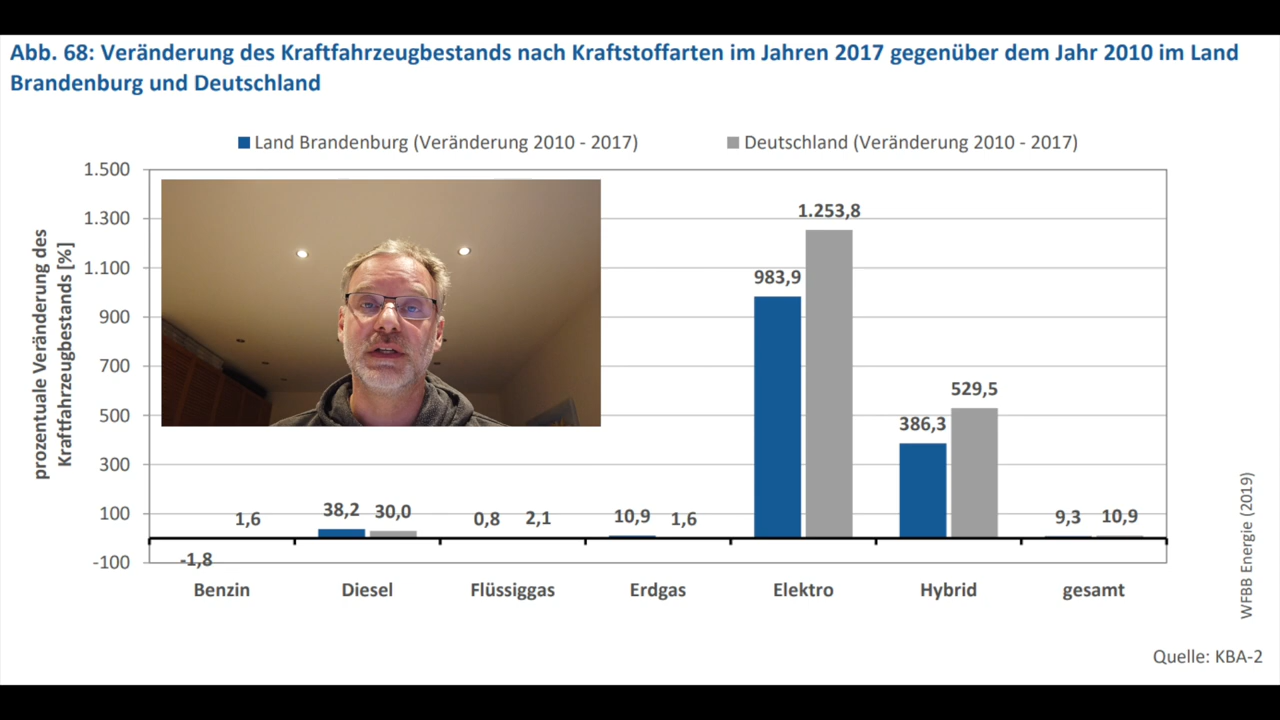 Abb. 68: Veränderung des Kraftfahrzeugbestands nach Kraftstoffarten im Jahren 2017 gegenüber dem Jahr 2010 im Land
Brandenburg und Deutschland
Land Brandenburg (Veränderung 2010 - 2017)
Deutschland (Veränderung 2010 - 2017)
prozentuale Veränderung des
Kraftfahrzeugbestands [%]
1.500
1.300
1.100
900
700
500
300
100
-100
-1,8
1,6
38,2
30,0
0,8
2,1
10,9
1,6
983,9
1.253,8
386,3
529,5
9,3
10,9
Benzin
Diesel
Flüssiggas
Erdgas
Elektro
Hybrid
gesamt
WFBB Energie (2019)
Quelle: KBA-2